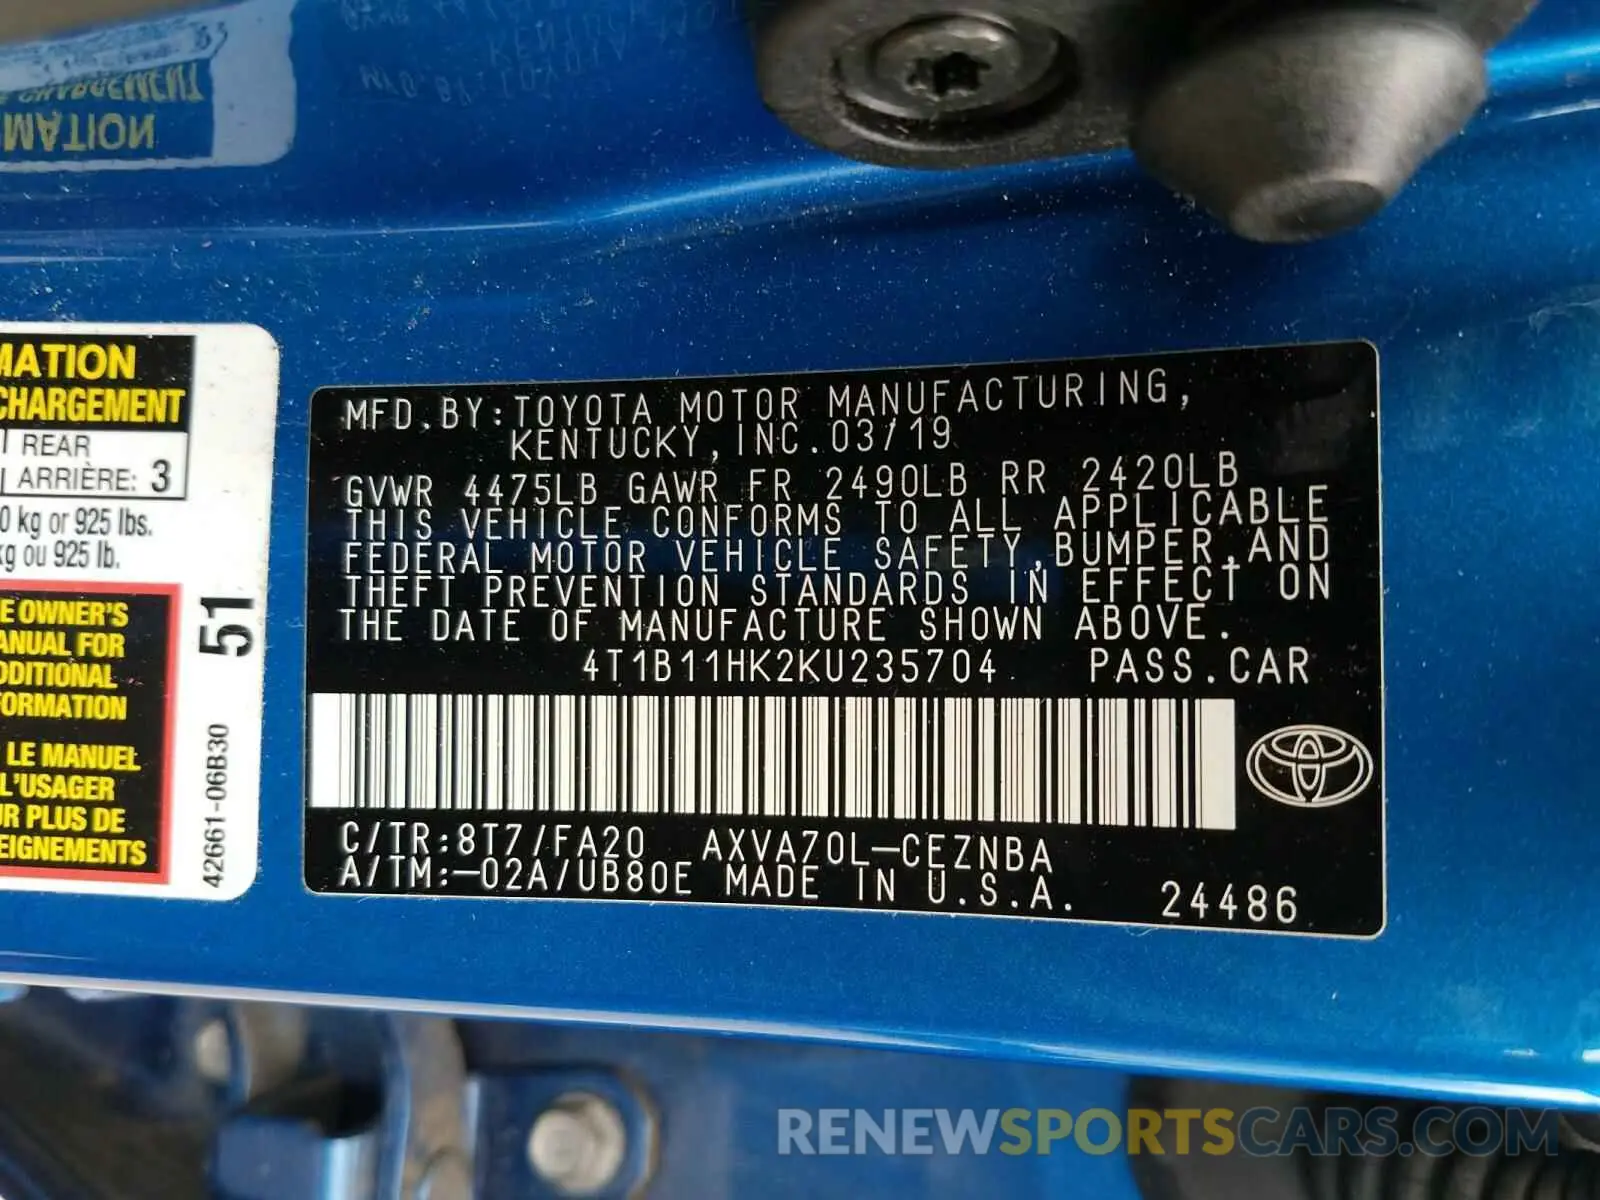 MATION
CHARGEMENT
REAR
ARRIÈRE: 3
0 kg or 925 lbs.
kg ou 925 lb.
E OWNER'S
ANUAL FOR
DDITIONAL
FORMATION
LE MANUEL
L'USAGER
R PLUS DE
EIGNEMENTS
51
42661-06B30
MFD. BY: TOYOTA MOTOR MANUFACTURING,
KENTUCKY, INC. 03/19
GVWR 4475LB GAWR FR 2490LB RR 2420LB
THIS VEHICLE CONFORMS TO ALL APPLICABLE
FEDERAL MOTOR VEHICLE SAFETY, BUMPER, AND
THEFT PREVENTION STANDARDS IN EFFECT ON
THE DATE OF MANUFACTURE SHOWN ABOVE.
4T1B11HK2KU235704 PASS. CAR
C/TR: 8T7/FA20 AXVA70L-CEZNBA
A/TM: -02A/UB80E MADE IN U.S.A. 24486
RENEWSPORTSCARS.COM